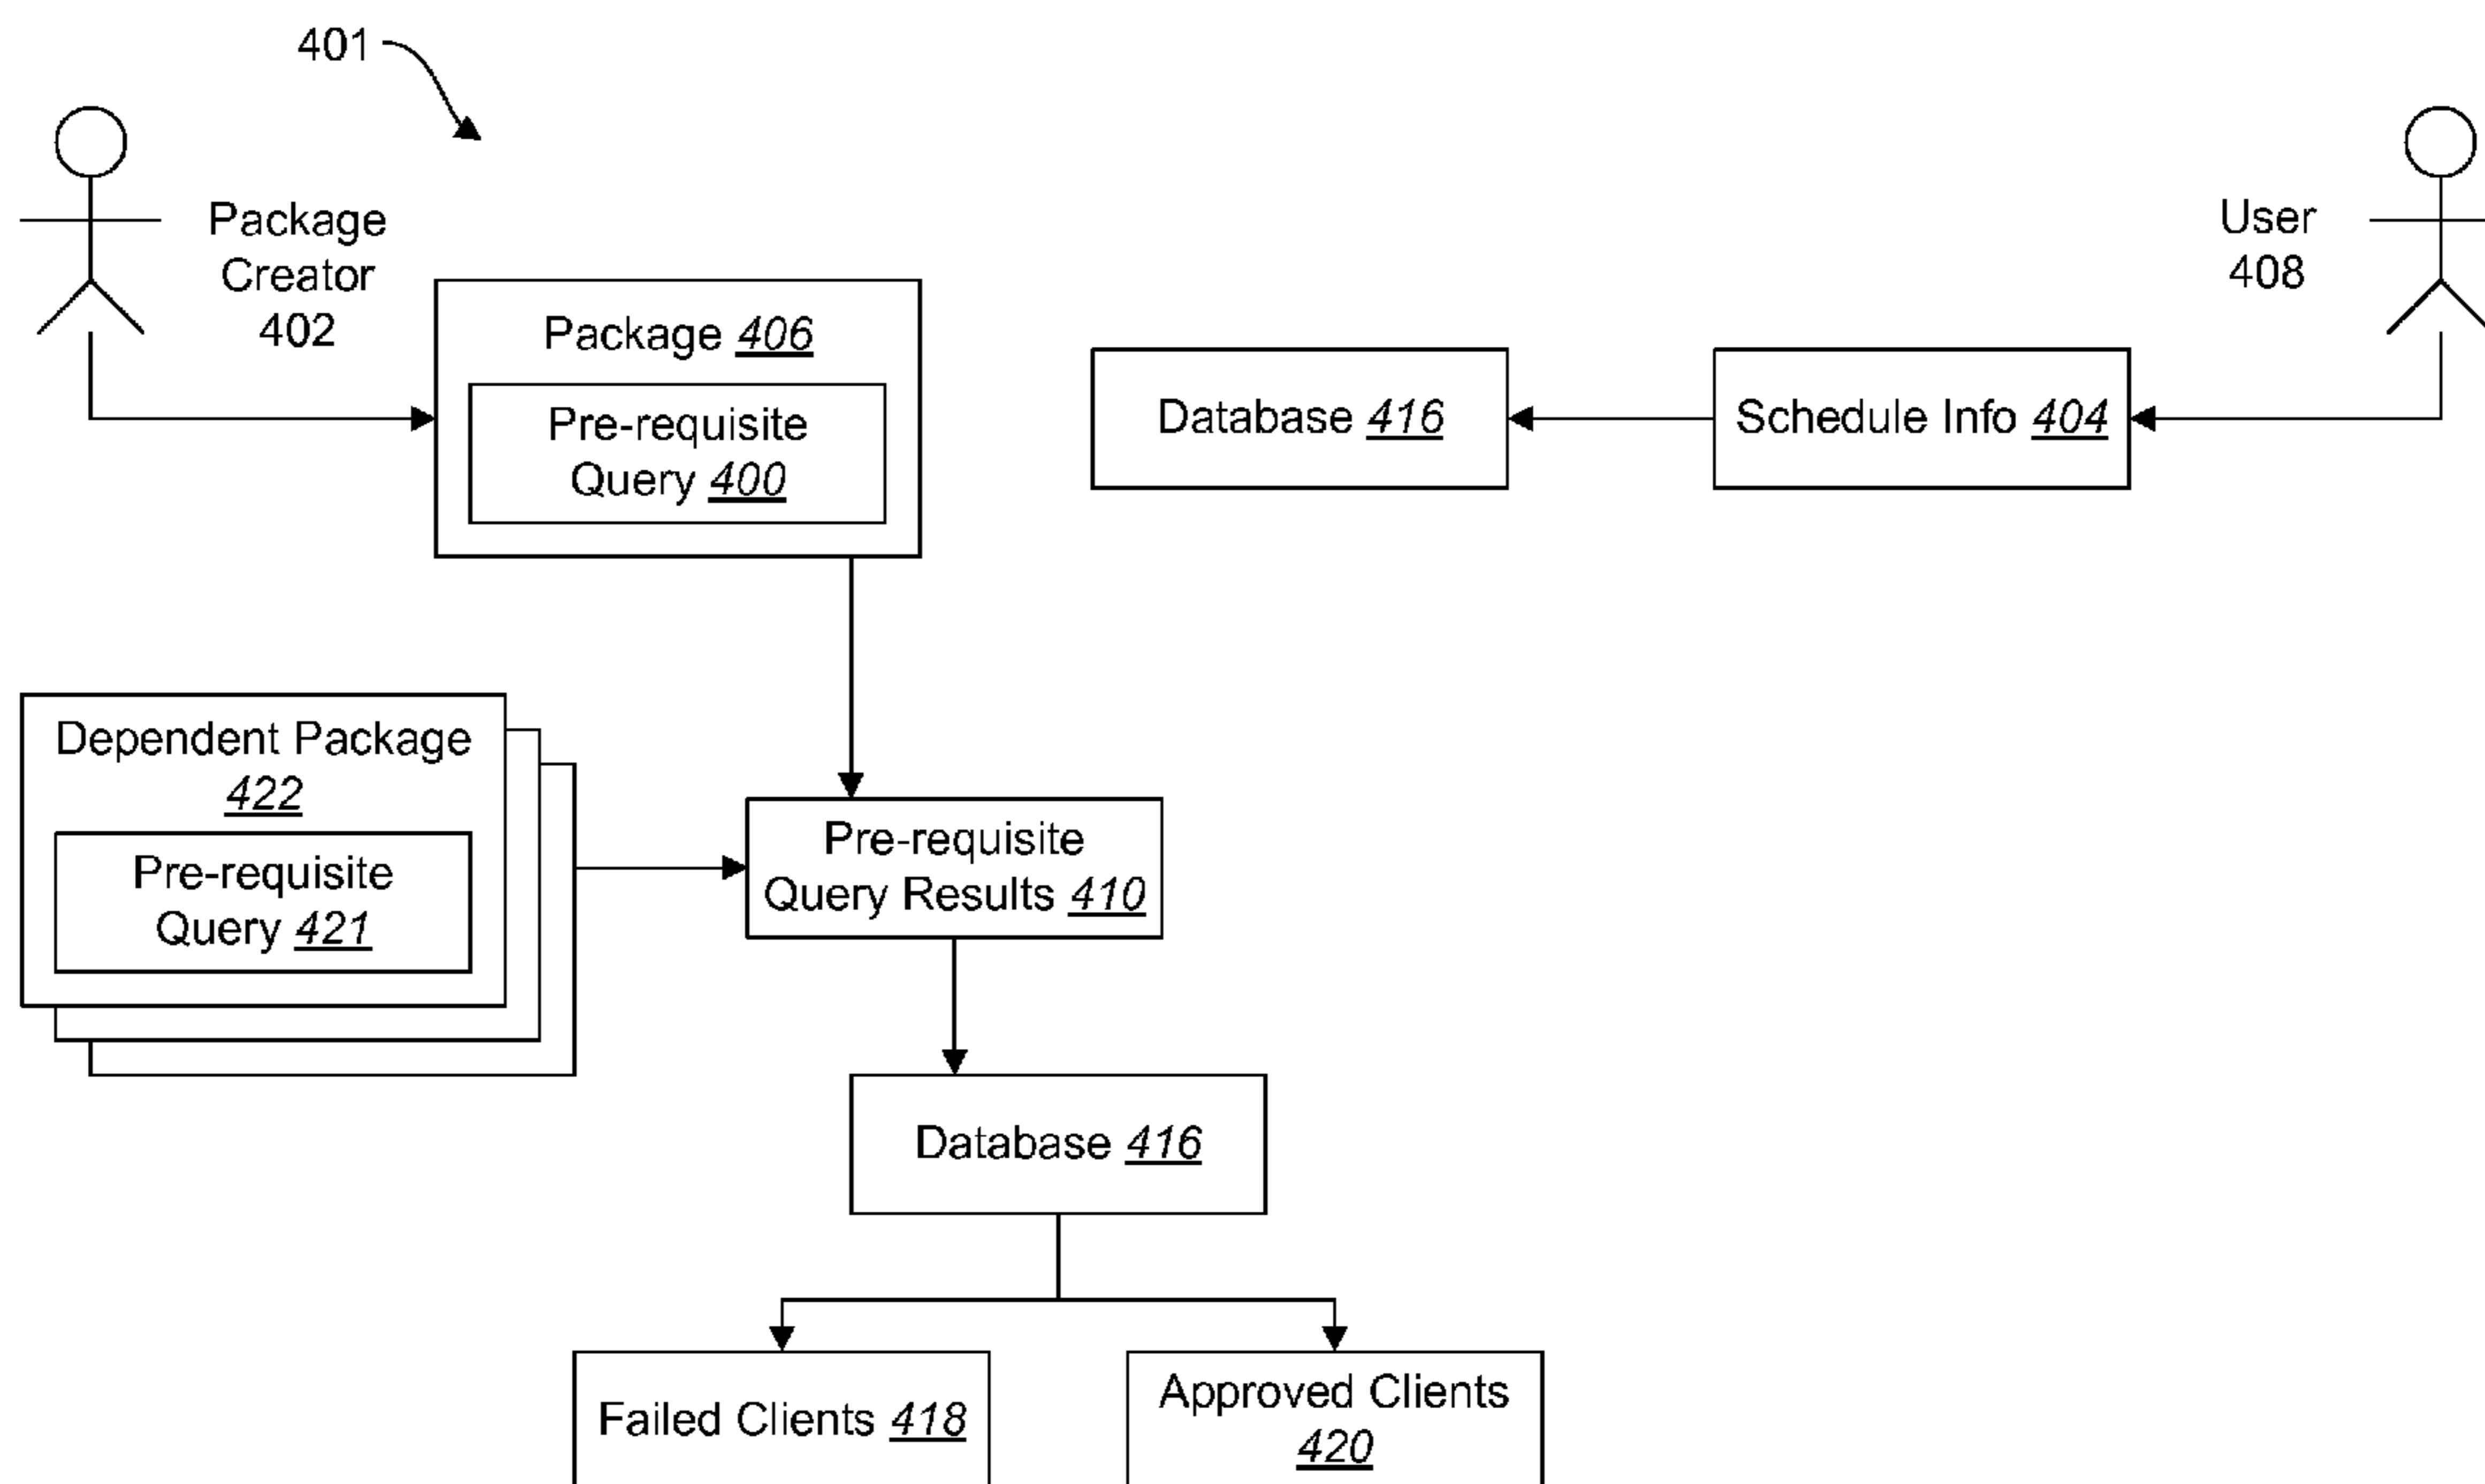 401
Package
Creator
402
User
408
Package 406
Pre-requisite
Query 400
Database 416
Schedule Info 404
Dependent Package
422
Pre-requisite
Query 421
Pre-requisite
Query Results 410
Database 416
Failed Clients 418
Approved Clients
420